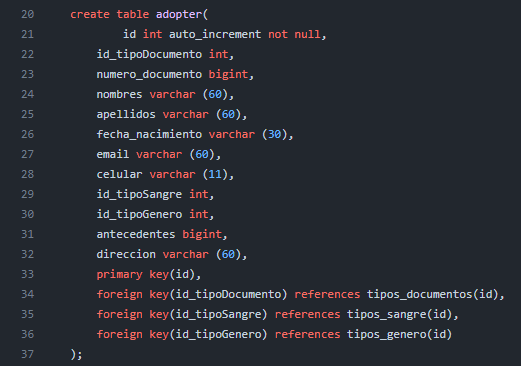 20 create table adopter(
21 id int auto_increment not null,
22 id_tipoDocumento int,
23 numero_documento bigint,
24 nombres varchar (60),
25 apellidos varchar (60),
26 fecha_nacimiento varchar (30),
27 email varchar (60),
28 celular varchar (11),
29 id_tipoSangre int,
30 id_tipoGenero int,
31 antecedentes bigint,
32 direccion varchar (60),
33 primary key(id),
34 foreign key(id_tipoDocumento) references tipos_documentos(id),
35 foreign key(id_tipoSangre) references tipos_sangre(id),
36 foreign key(id_tipoGenero) references tipos_genero(id)
37 );